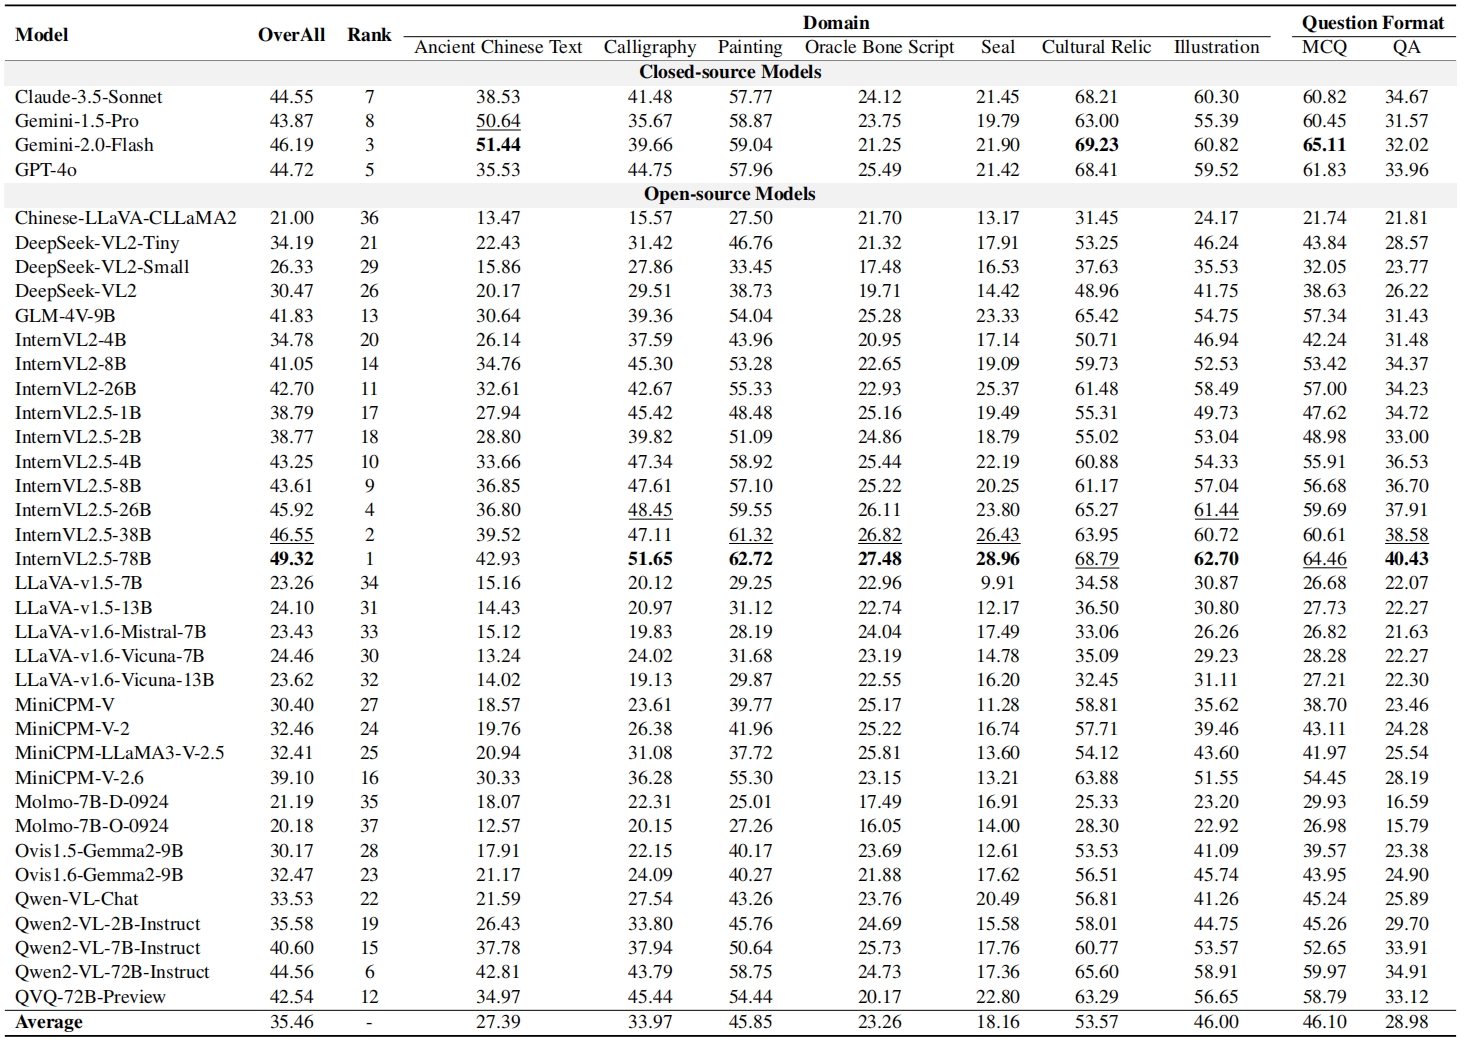 Model OverAll Rank Domain Question Format
Ancient Chinese Text Calligraphy Painting Oracle Bone Script Seal Cultural Relic Illustration MCQ QA
Closed-source Models
Claude-3.5-Sonnet 44.55 7 38.53 41.48 57.77 24.12 21.45 68.21 60.30 60.82 34.67
Gemini-1.5-Pro 43.87 8 50.64 35.67 58.87 23.75 19.79 63.00 55.39 60.45 31.57
Gemini-2.0-Flash 46.19 3 51.44 39.66 59.04 21.25 21.90 69.23 60.82 65.11 32.02
GPT-4o 44.72 5 35.53 44.75 57.96 25.49 21.42 68.41 59.52 61.83 33.96
Open-source Models
Chinese-LLaVA-CLLaMA2 21.00 36 13.47 15.57 27.50 21.70 13.17 31.45 24.17 21.74 21.81
DeepSeek-VL2-Tiny 34.19 21 22.43 31.42 46.76 21.32 17.91 53.25 46.24 43.84 28.57
DeepSeek-VL2-Small 26.33 29 15.86 27.86 33.45 17.48 16.53 37.63 35.53 32.05 23.77
DeepSeek-VL2 30.47 26 20.17 29.51 38.73 19.71 14.42 48.96 41.75 38.63 26.22
GLM-4V-9B 41.83 13 30.64 39.36 54.04 25.28 23.33 65.42 54.75 57.34 31.43
InternVL2-4B 34.78 20 26.14 37.59 43.96 20.95 17.14 50.71 46.94 42.24 31.48
InternVL2-8B 41.05 14 34.76 45.30 53.28 22.65 19.09 59.73 52.53 53.42 34.37
InternVL2-26B 42.70 11 32.61 42.67 55.33 22.93 25.37 61.48 58.49 57.00 34.23
InternVL2.5-1B 38.79 17 27.94 45.42 48.48 25.16 19.49 55.31 49.73 47.62 34.72
InternVL2.5-2B 38.77 18 28.80 39.82 51.09 24.86 18.79 55.02 53.04 48.98 33.00
InternVL2.5-4B 43.25 10 33.66 47.34 58.92 25.44 22.19 60.88 54.33 55.91 36.53
InternVL2.5-8B 43.61 9 36.85 47.61 57.10 25.22 20.25 61.17 57.04 56.68 36.70
InternVL2.5-26B 45.92 4 36.80 48.45 59.55 26.11 23.80 65.27 61.44 59.69 37.91
InternVL2.5-38B 46.55 2 39.52 47.11 61.32 26.82 26.43 63.95 60.72 60.61 38.58
InternVL2.5-78B 49.32 1 42.93 51.65 62.72 27.48 28.96 68.79 62.70 64.46 40.43
LLaVA-v1.5-7B 23.26 34 15.16 20.12 29.25 22.96 9.91 34.58 30.87 26.68 22.07
LLaVA-v1.5-13B 24.10 31 14.43 20.97 31.12 22.74 12.17 36.50 30.80 27.73 22.27
LLaVA-v1.6-Mistral-7B 23.43 33 15.12 19.83 28.19 24.04 17.49 33.06 26.26 26.82 21.63
LLaVA-v1.6-Vicuna-7B 24.46 30 13.24 24.02 31.68 23.19 14.78 35.09 29.23 28.28 22.27
LLaVA-v1.6-Vicuna-13B 23.62 32 14.02 19.13 29.87 22.55 16.20 32.45 31.11 27.21 22.30
MiniCPM-V 30.40 27 18.57 23.61 39.77 25.17 11.28 58.81 35.62 38.70 23.46
MiniCPM-V-2 32.46 24 19.76 26.38 41.96 25.22 16.74 57.71 39.46 43.11 24.28
MiniCPM-LLaMA3-V-2.5 32.41 25 20.94 31.08 37.72 25.81 13.60 54.12 43.60 41.97 25.54
MiniCPM-V-2.6 39.10 16 30.33 36.28 55.30 23.15 13.21 63.88 51.55 54.45 28.19
Molmo-7B-D-0924 21.19 35 18.07 22.31 25.01 17.49 16.91 25.33 23.20 29.93 16.59
Molmo-7B-O-0924 20.18 37 12.57 20.15 27.26 16.05 14.00 28.30 22.92 26.98 15.79
Ovis1.5-Gemma2-9B 30.17 28 17.91 22.15 40.17 23.69 12.61 53.53 41.09 39.57 23.38
Ovis1.6-Gemma2-9B 32.47 23 21.17 24.09 40.27 21.88 17.62 56.51 45.74 43.95 24.90
Qwen-VL-Chat 33.53 22 21.59 27.54 43.26 23.76 20.49 56.81 41.26 45.24 25.89
Qwen2-VL-2B-Instruct 35.58 19 26.43 33.80 45.76 24.69 15.58 58.01 44.75 45.26 29.70
Qwen2-VL-7B-Instruct 40.60 15 37.78 37.94 50.64 25.73 17.76 60.77 53.57 52.65 33.91
Qwen2-VL-72B-Instruct 44.56 6 42.81 43.79 58.75 24.73 17.36 65.60 58.91 59.97 34.91
QVQ-72B-Preview 42.54 12 34.97 45.44 54.44 20.17 22.80 63.29 56.65 58.79 33.12
Average 35.46 - 27.39 33.97 45.85 23.26 18.16 53.57 46.00 46.10 28.98